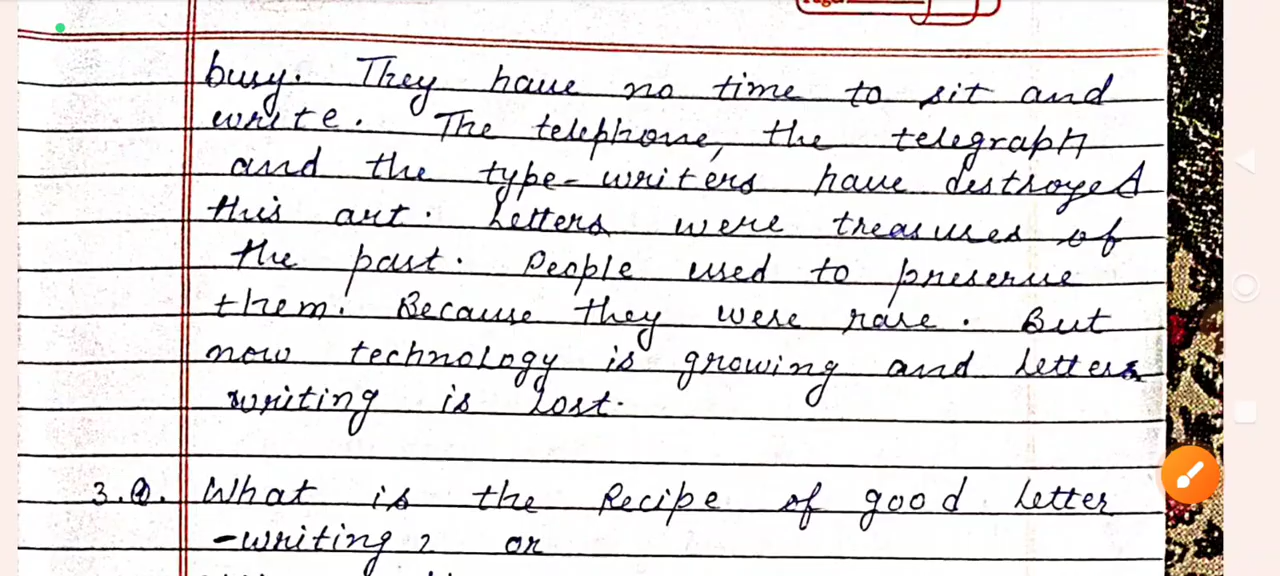 busy. They have no time to sit and
write. The telephone, the telegraph
and the type-writers have destroyed
this art. Letters were treasures of
the past. People used to preserve
them. Because they were rare. But
now technology is growing and letters
writing is lost.
3.Q. What is the Recipe of good letter
-writing? or